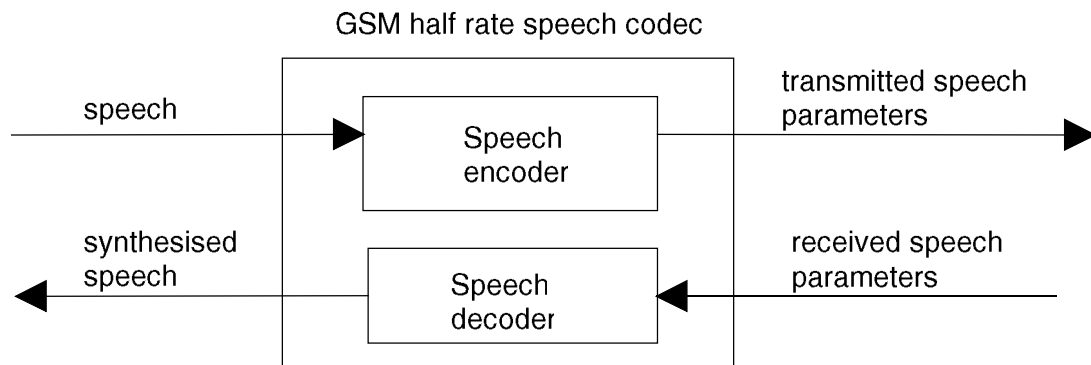 GSM half rate speech codec
speech
Speech
encoder
transmitted speech
parameters
synthesised
speech
Speech
decoder
received speech
parameters